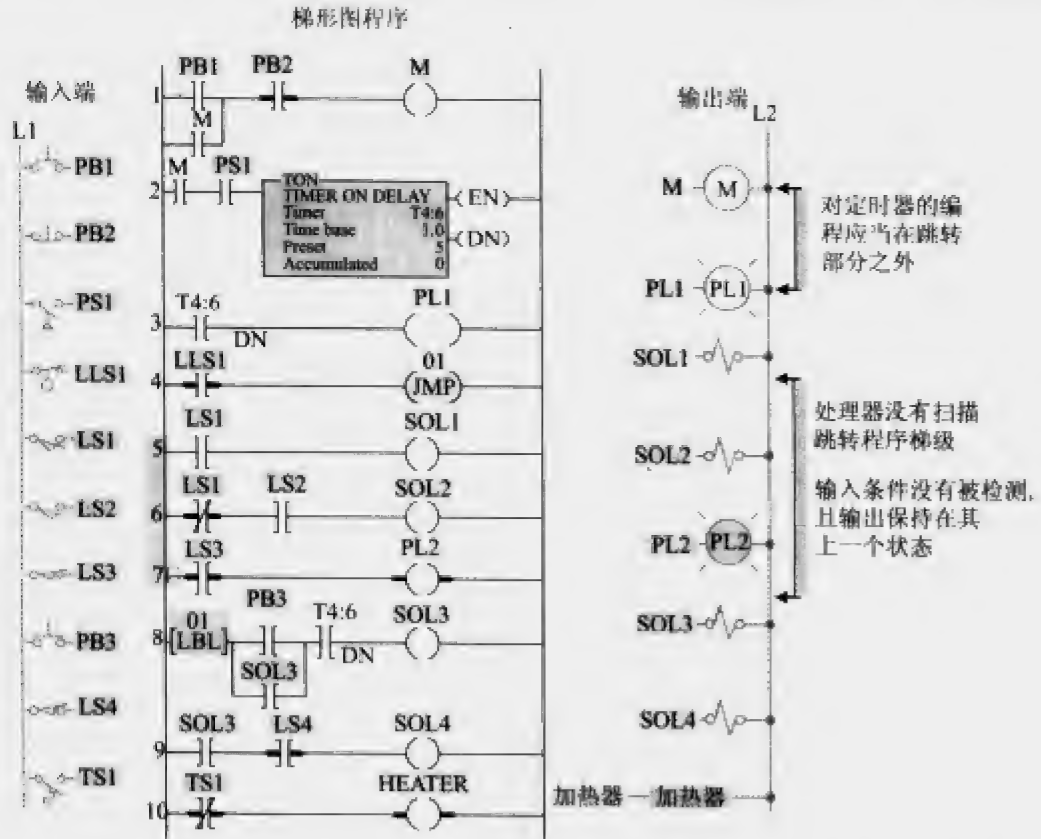 梯形图程序
输入端
L1
PB1
PB2
PS1
LLS1
LS1
LS2
LS3
PB3
LS4
TS1
PB1 PB2 M
1
M
M PS1
2
TON
TIMER ON DELAY
Timer T4:6
Time base 1.0
Preset 5
Accumulated 0
(EN)
(DN)
T4:6 PL1
3
DN
LLS1 01
4 (JMP)
LS1 SOL1
5
LS1 LS2 SOL2
6
LS3 PL2
7
01 PB3 T4:6 SOL3
8 [LBL]
DN
SOL3
SOL3 LS4 SOL4
9
TS1 HEATER
10
输出端
L2
M M
PL1 PL1
SOL1
SOL2
PL2 PL2
SOL3
SOL4
加热器 加热器
对定时器的编
程应当在跳转
部分之外
处理器没有扫描
跳转程序梯级
输入条件没有被检测,
且输出保持在其
上一个状态